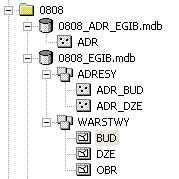 0808
0808_ADR_EGIB.mdb
ADR
0808_EGIB.mdb
ADRESY
ADR_BUD
ADR_DZE
WARSTWY
BUD
DZE
OBR